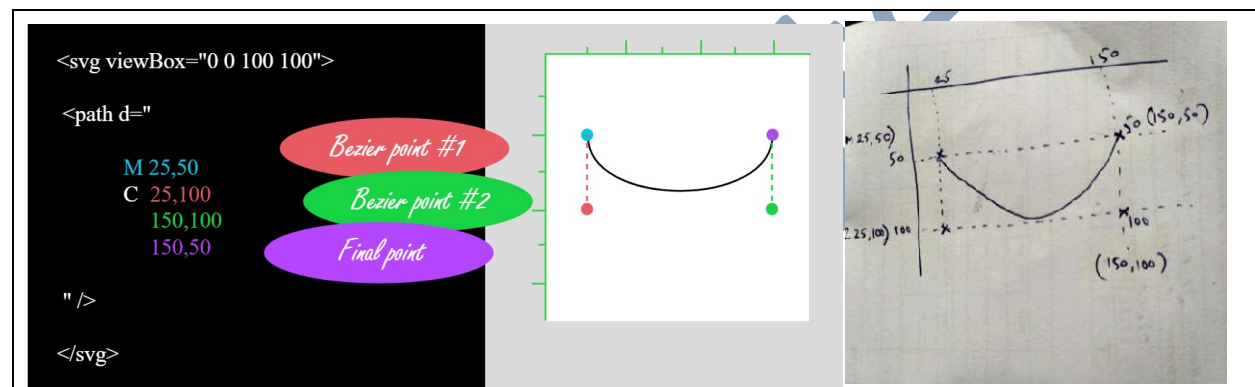 <svg viewBox="0 0 100 100">
<path d="
M 25,50
C 25,100
150,100
150,50
" />
</svg>
Bezier point #1
Bezier point #2
Final point
25
150
M 25,50)
50
50 (150,50)
25,100) 100
100
(150,100)